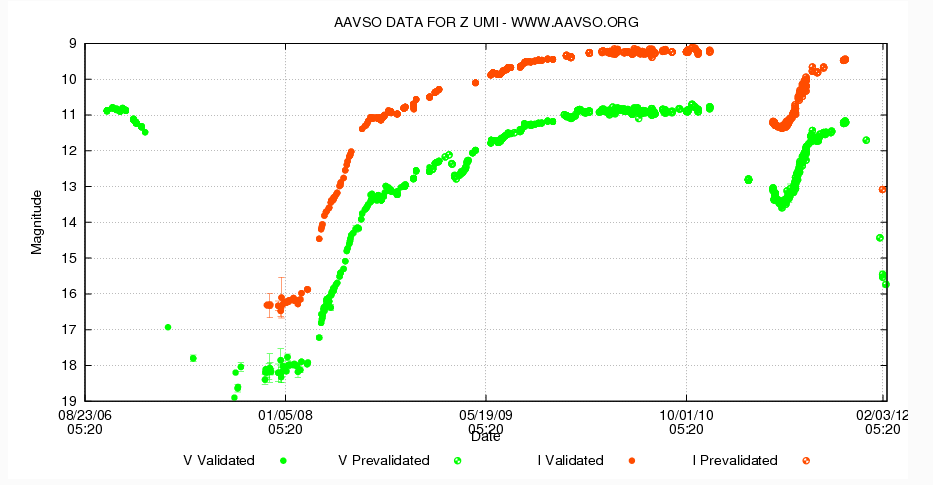 AAVSO DATA FOR Z UMI - WWW.AAVSO.ORG
9
10
11
12
13
14
15
16
17
18
19
Magnitude
08/23/06 01/05/08 05/19/09 10/01/10 02/03/12
05:20 05:20 05:20 05:20 05:20
Date
V Validated V Prevalidated I Validated I Prevalidated